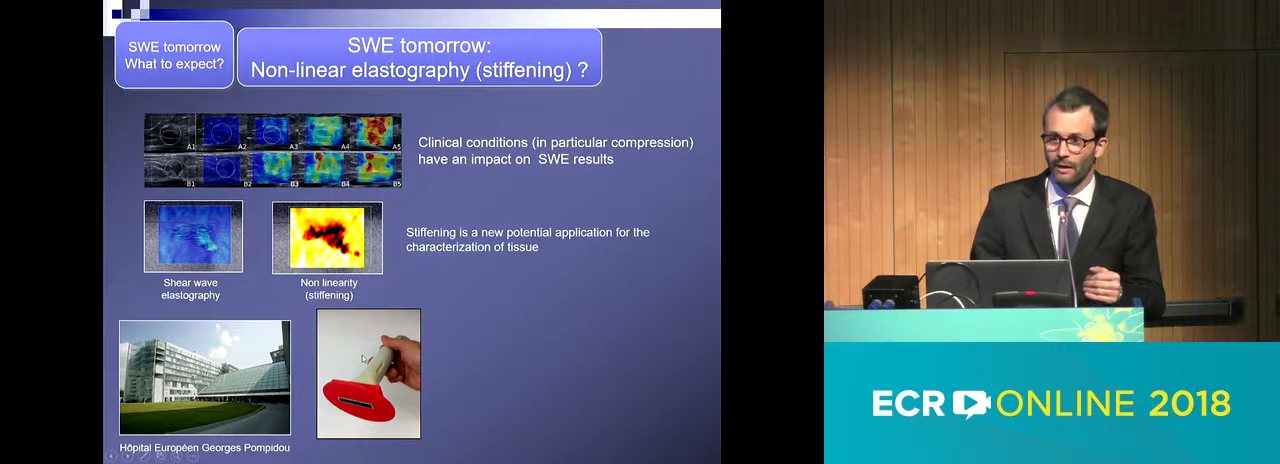 SWE tomorrow
What to expect?
SWE tomorrow:
Non-linear elastography (stiffening) ?
A1
A2
A3
A4
A5
B1
B2
B3
B4
B5
Clinical conditions (in particular compression)
have an impact on SWE results
Stiffening is a new potential application for the
characterization of tissue
Shear wave
elastography
Non linearity
(stiffening)
Hôpital Européen Georges Pompidou
ECR ONLINE 2018